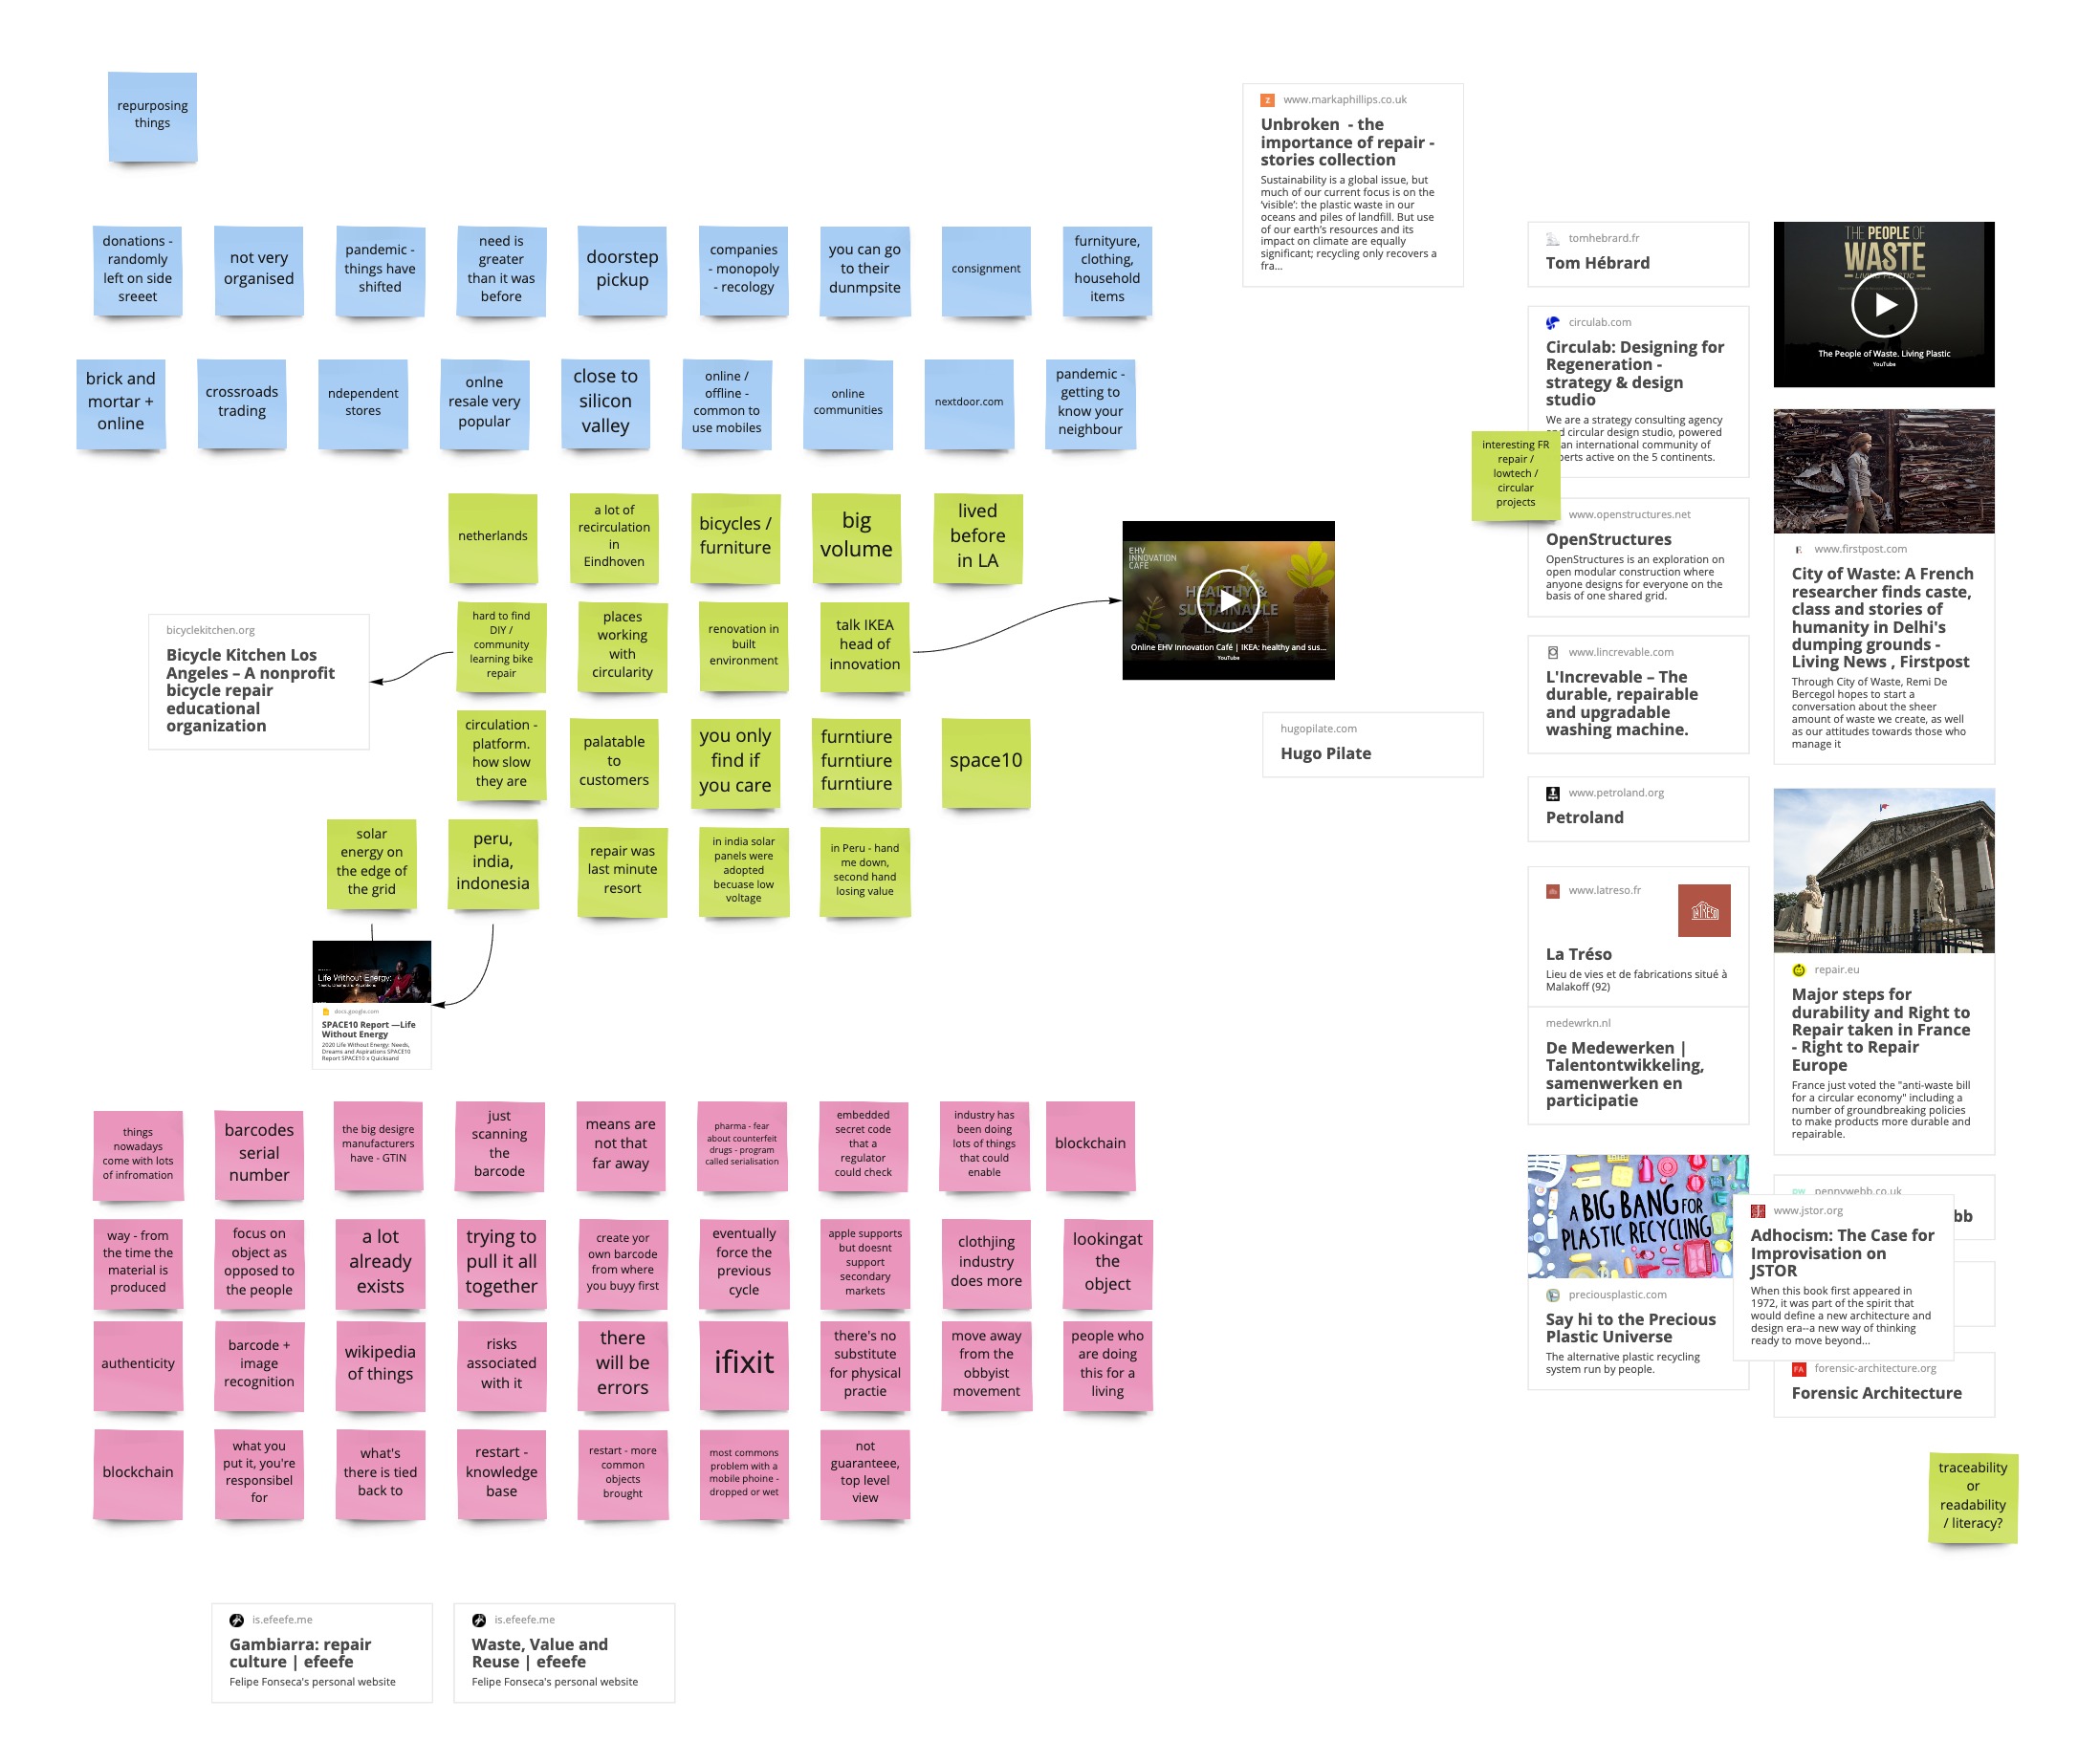 repurposing
things
donations -
randomly
left on side
sreeet
not very
organised
pandemic -
things have
shifted
need is
greater
than it was
before
doorstep
pickup
companies
- monopoly
- recology
you can go
to their
dunmpsite
consignment
furnityure,
clothing,
household
items
brick and
mortar +
online
crossroads
trading
ndependent
stores
onlne
resale very
popular
close to
silicon
valley
online /
offline -
common to
use mobiles
online
communities
nextdoor.com
pandemic -
getting to
know your
neighbour
netherlands
a lot of
recirculation
in
Eindhoven
bicycles /
furniture
big
volume
lived
before
in LA
hard to find
DIY /
community
learning bike
repair
places
working
with
circularity
renovation in
built
environment
talk IKEA
head of
innovation
bicyclekitchen.org
Bicycle Kitchen Los
Angeles – A nonprofit
bicycle repair
educational
organization
EHV
INNOVATION
CAFÉ
HEALTHY &
SUSTAINABLE
LIVING
Online EHV Innovation Café | IKEA: healthy and sus...
YouTube
circulation -
platform.
how slow
they are
palatable
to
customers
you only
find if
you care
furntiure
furntiure
furntiure
space10
solar
energy on
the edge of
the grid
peru,
india,
indonesia
repair was
last minute
resort
in india solar
panels were
adopted
becuase low
voltage
in Peru - hand
me down,
second hand
losing value
Life Without Energy:
docs.google.com
SPACE10 Report —Life
Without Energy
2020 Life Without Energy: Needs,
Dreams and Aspirations SPACE10
Report SPACE10 x Quicksand
things
nowadays
come with lots
of infromation
barcodes
serial
number
the big designe
manufacturers
have - GTIN
just
scanning
the
barcode
means are
not that
far away
pharma - fear
about counterfeit
drugs - program
called serialisation
embedded
secret code
that a
regulator
could check
industry has
been doing
lots of things
that could
enable
blockchain
way - from
the time the
material is
produced
focus on
object as
opposed to
the people
a lot
already
exists
trying to
pull it all
together
create yor
own barcode
from where
you buyy first
eventually
force the
previous
cycle
apple supports
but doesnt
support
secondary
markets
clothjing
industry
does more
lookingat
the
object
authenticity
barcode +
image
recognition
wikipedia
of things
risks
associated
with it
there
will be
errors
ifixit
there's no
substitute
for physical
practie
move away
from the
obbyist
movement
people who
are doing
this for a
living
blockchain
what you
put it, you're
responsibel
for
what's
there is tied
back to
restart -
knowledge
base
restart - more
common
objects
brought
most commons
problem with a
mobile phoine -
dropped or wet
not
guaranteee,
top level
view
is.efeefe.me
Gambiarra: repair
culture | efeefe
Felipe Fonseca's personal website
is.efeefe.me
Waste, Value and
Reuse | efeefe
Felipe Fonseca's personal website
www.markaphillips.co.uk
Unbroken - the
importance of repair -
stories collection
Sustainability is a global issue, but
much of our current focus is on the
'visible': the plastic waste in our
oceans and piles of landfill. But use
of our earth's resources and its
impact on climate are equally
significant; recycling only recovers a
fra...
hugopilate.com
Hugo Pilate
tomhebrard.fr
Tom Hébrard
circulab.com
Circulab: Designing for
Regeneration -
strategy & design
studio
We are a strategy consulting agency
circular design studio, powered
an international community of
active on the 5 continents.
interesting FR
repair /
lowtech /
circular
projects
www.openstructures.net
OpenStructures
OpenStructures is an exploration on
open modular construction where
anyone designs for everyone on the
basis of one shared grid.
www.lincrevable.com
L'Increvable – The
durable, repairable
and upgradable
washing machine.
www.petroland.org
Petroland
www.latreso.fr
LA TRÉSO
La Tréso
Lieu de vies et de fabrications situé à
Malakoff (92)
medewrkn.nl
De Medewerken |
Talentontwikkeling,
samenwerken en
participatie
A BIG BANG FOR
PLASTIC RECYCLING
preciousplastic.com
Say hi to the Precious
Plastic Universe
The alternative plastic recycling
system run by people.
THE PEOPLE OF
WASTE
LIVING PLASTIC
The People of Waste. Living Plastic
YouTube
www.firstpost.com
City of Waste: A French
researcher finds caste,
class and stories of
humanity in Delhi's
dumping grounds -
Living News , Firstpost
Through City of Waste, Remi De
Bercegol hopes to start a
conversation about the sheer
amount of waste we create, as well
as our attitudes towards those who
manage it
repair.eu
Major steps for
durability and Right to
Repair taken in France
- Right to Repair
Europe
France just voted the "anti-waste bill
for a circular economy" including a
number of groundbreaking policies
to make products more durable and
repairable.
pw pennywebb.co.uk
bb
www.jstor.org
Adhocism: The Case for
Improvisation on
JSTOR
When this book first appeared in
1972, it was part of the spirit that
would define a new architecture and
design era--a new way of thinking
ready to move beyond...
FA forensic-architecture.org
Forensic Architecture
traceability
or
readability
/ literacy?